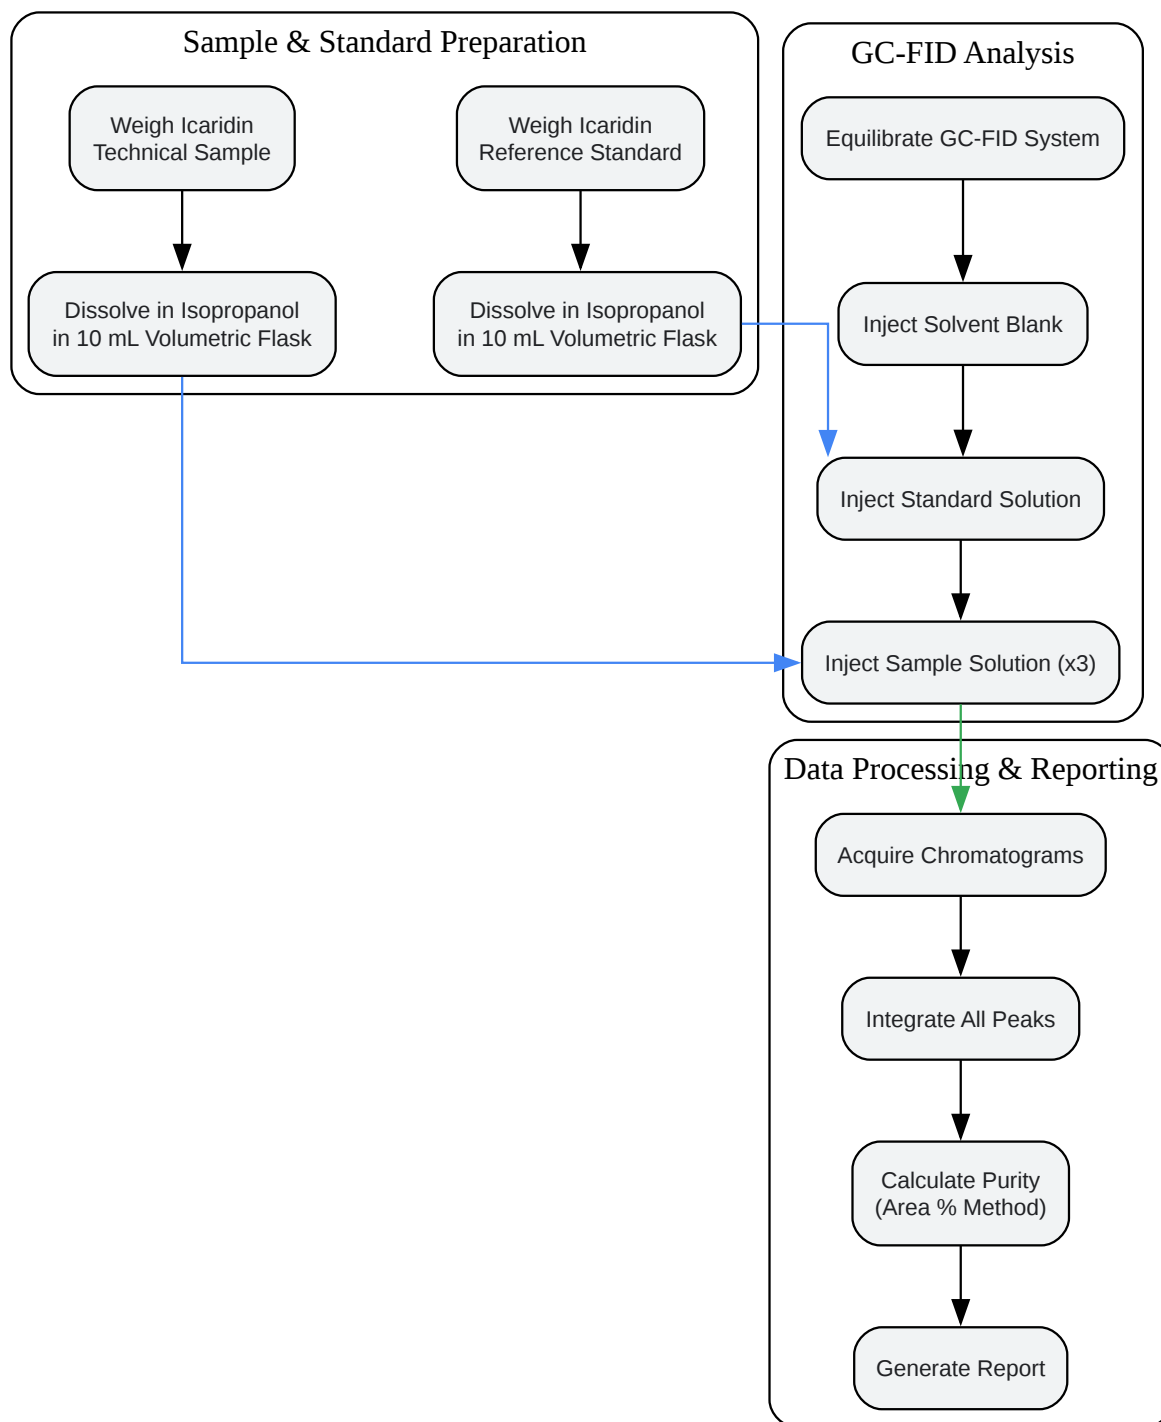 Sample & Standard Preparation
Weigh Icaridin
Technical Sample
Weigh Icaridin
Reference Standard
Dissolve in Isopropanol
in 10 mL Volumetric Flask
Dissolve in Isopropanol
in 10 mL Volumetric Flask
GC-FID Analysis
Equilibrate GC-FID System
Inject Solvent Blank
Inject Standard Solution
Inject Sample Solution (x3)
Data Processing & Reporting
Acquire Chromatograms
Integrate All Peaks
Calculate Purity
(Area % Method)
Generate Report